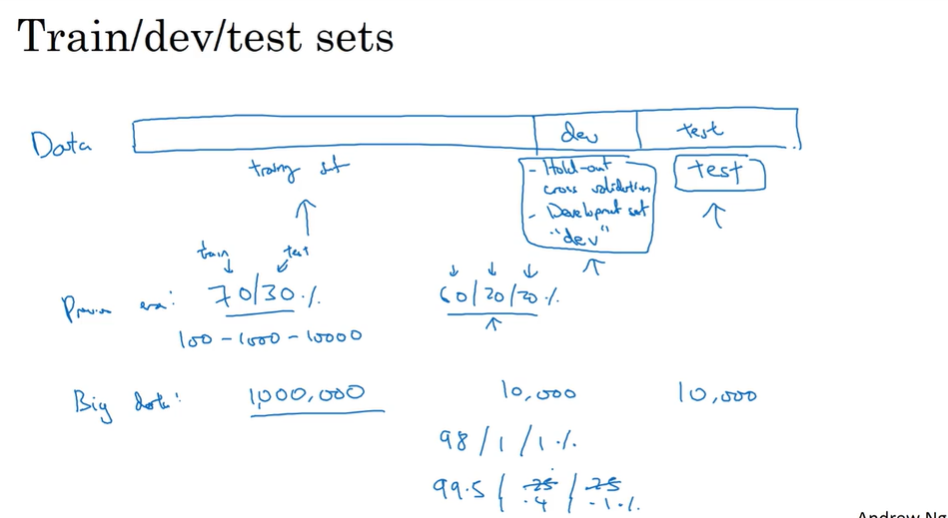 Train/dev/test sets
Data
dev
test
training set
- Hold-out
cross validation
- Development set
"dev"
test
train test
Previous era: 70/30% 60/20/20%
100-1000-10000
Big data: 1,000,000 10,000 10,000
98/1/1%
99.5/.25/.25
.4 .1%
Andrew Ng